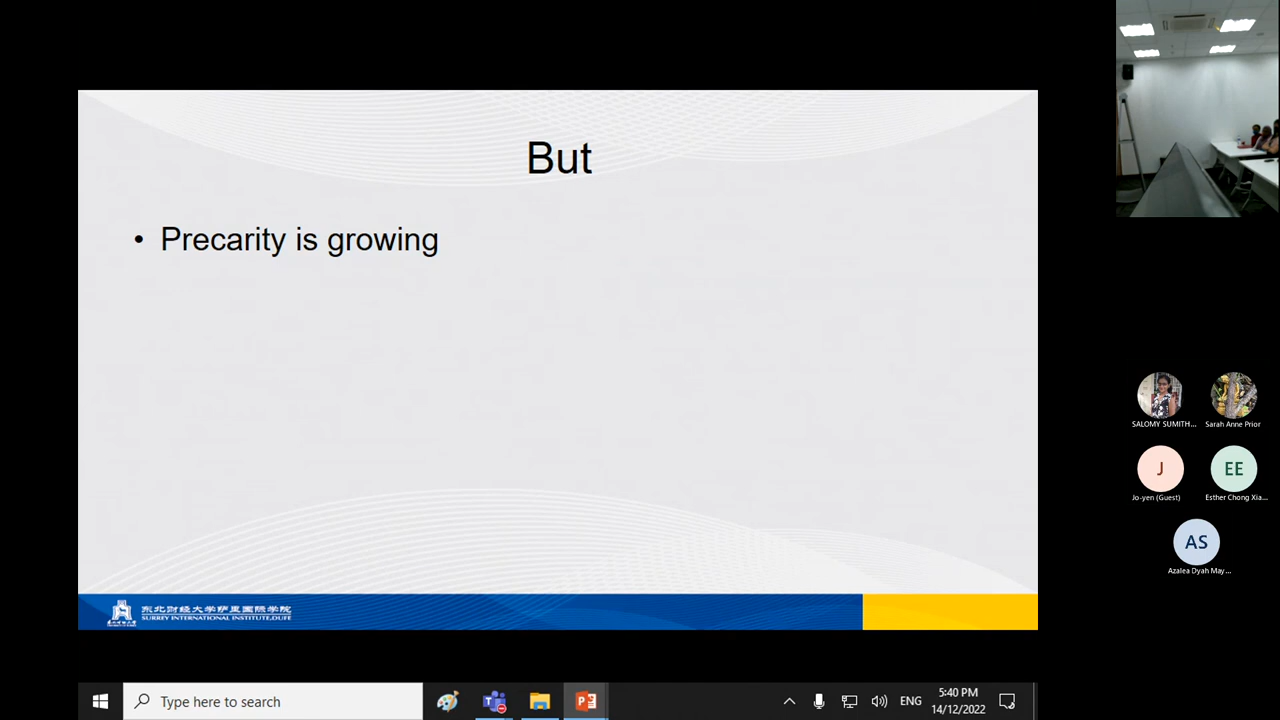 But
• Precarity is growing
东北财经大学萨里国际学院
SURREY INTERNATIONAL INSTITUTE,DUFE
SALOMY SUMITH...
Sarah Anne Prior
J
Jo-yen (Guest)
EE
Esther Chong Xia...
AS
Azalea Dyah May...
Type here to search
ENG
5:40 PM
14/12/2022